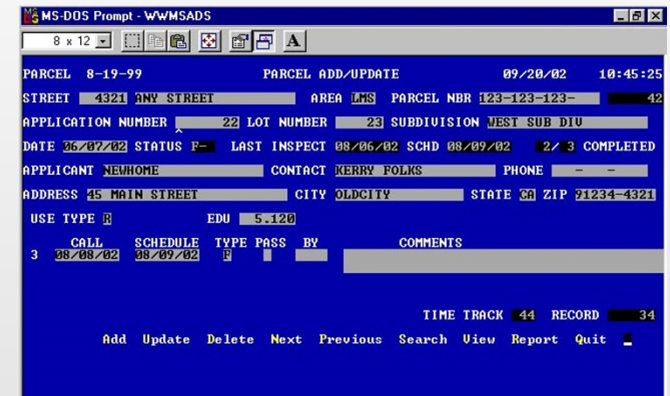 MS-DOS Prompt - WWMSADS
8 x 12 A
PARCEL 8-19-99 PARCEL ADD/UPDATE 09/20/02 10:45:25
STREET 4321 ANY STREET AREA LMS PARCEL NBR 123-123-123- 42
APPLICATION NUMBER 22 LOT NUMBER 23 SUBDIVISION WEST SUB DIV
DATE 06/07/02 STATUS F- LAST INSPECT 08/06/02 SCHD 08/09/02 2/ 3 COMPLETED
APPLICANT NEWHOME CONTACT KERRY FOLKS PHONE - -
ADDRESS 45 MAIN STREET CITY OLDCITY STATE CA ZIP 91234-4321
USE TYPE R EDU 5.120
CALL SCHEDULE TYPE PASS BY COMMENTS
3 08/08/02 08/09/02 F
TIME TRACK 44 RECORD 34
Add Update Delete Next Previous Search View Report Quit